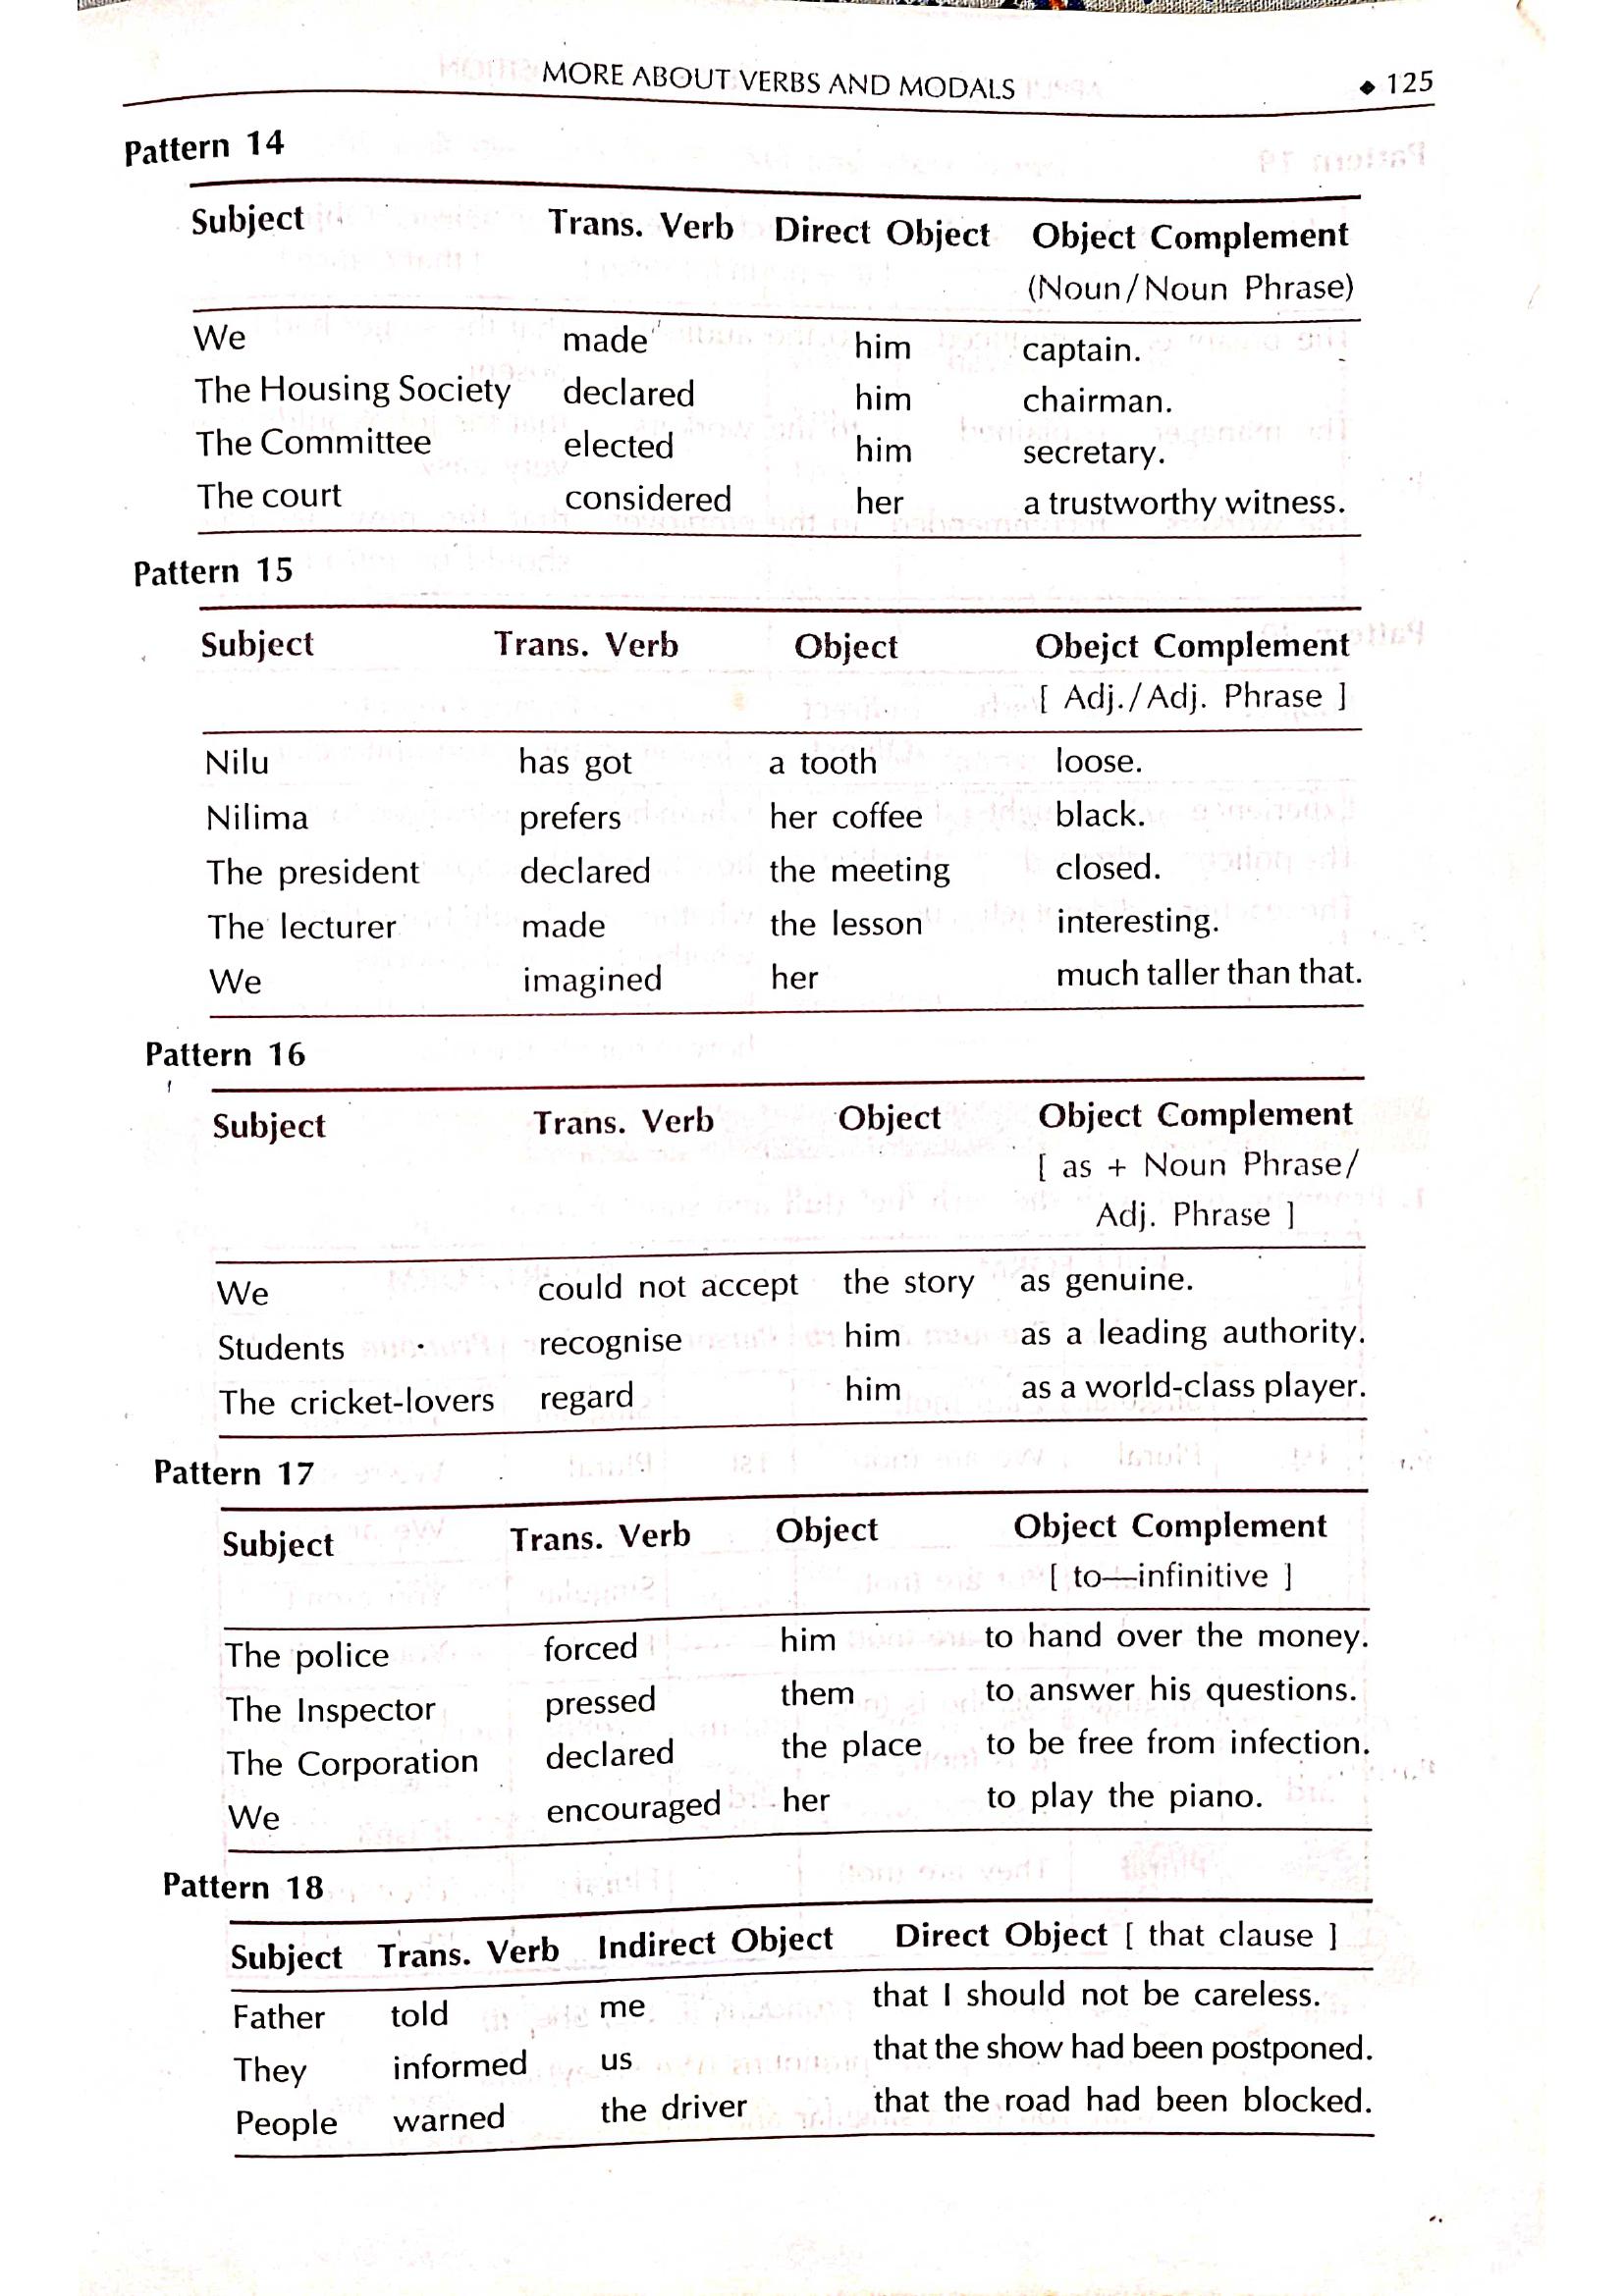 MORE ABOUT VERBS AND MODALS ◆ 125
Pattern 14
Subject Trans. Verb Direct Object Object Complement
(Noun/Noun Phrase)
We made him captain.
The Housing Society declared him chairman.
The Committee elected him secretary.
The court considered her a trustworthy witness.
Pattern 15
Subject Trans. Verb Object Obejct Complement
[ Adj./Adj. Phrase ]
Nilu has got a tooth loose.
Nilima prefers her coffee black.
The president declared the meeting closed.
The lecturer made the lesson interesting.
We imagined her much taller than that.
Pattern 16
Subject Trans. Verb Object Object Complement
[ as + Noun Phrase/
Adj. Phrase ]
We could not accept the story as genuine.
Students recognise him as a leading authority.
The cricket-lovers regard him as a world-class player.
Pattern 17
Subject Trans. Verb Object Object Complement
[ to—infinitive ]
The police forced him to hand over the money.
The Inspector pressed them to answer his questions.
The Corporation declared the place to be free from infection.
We encouraged her to play the piano.
Pattern 18
Subject Trans. Verb Indirect Object Direct Object [ that clause ]
Father told me that I should not be careless.
They informed us that the show had been postponed.
People warned the driver that the road had been blocked.